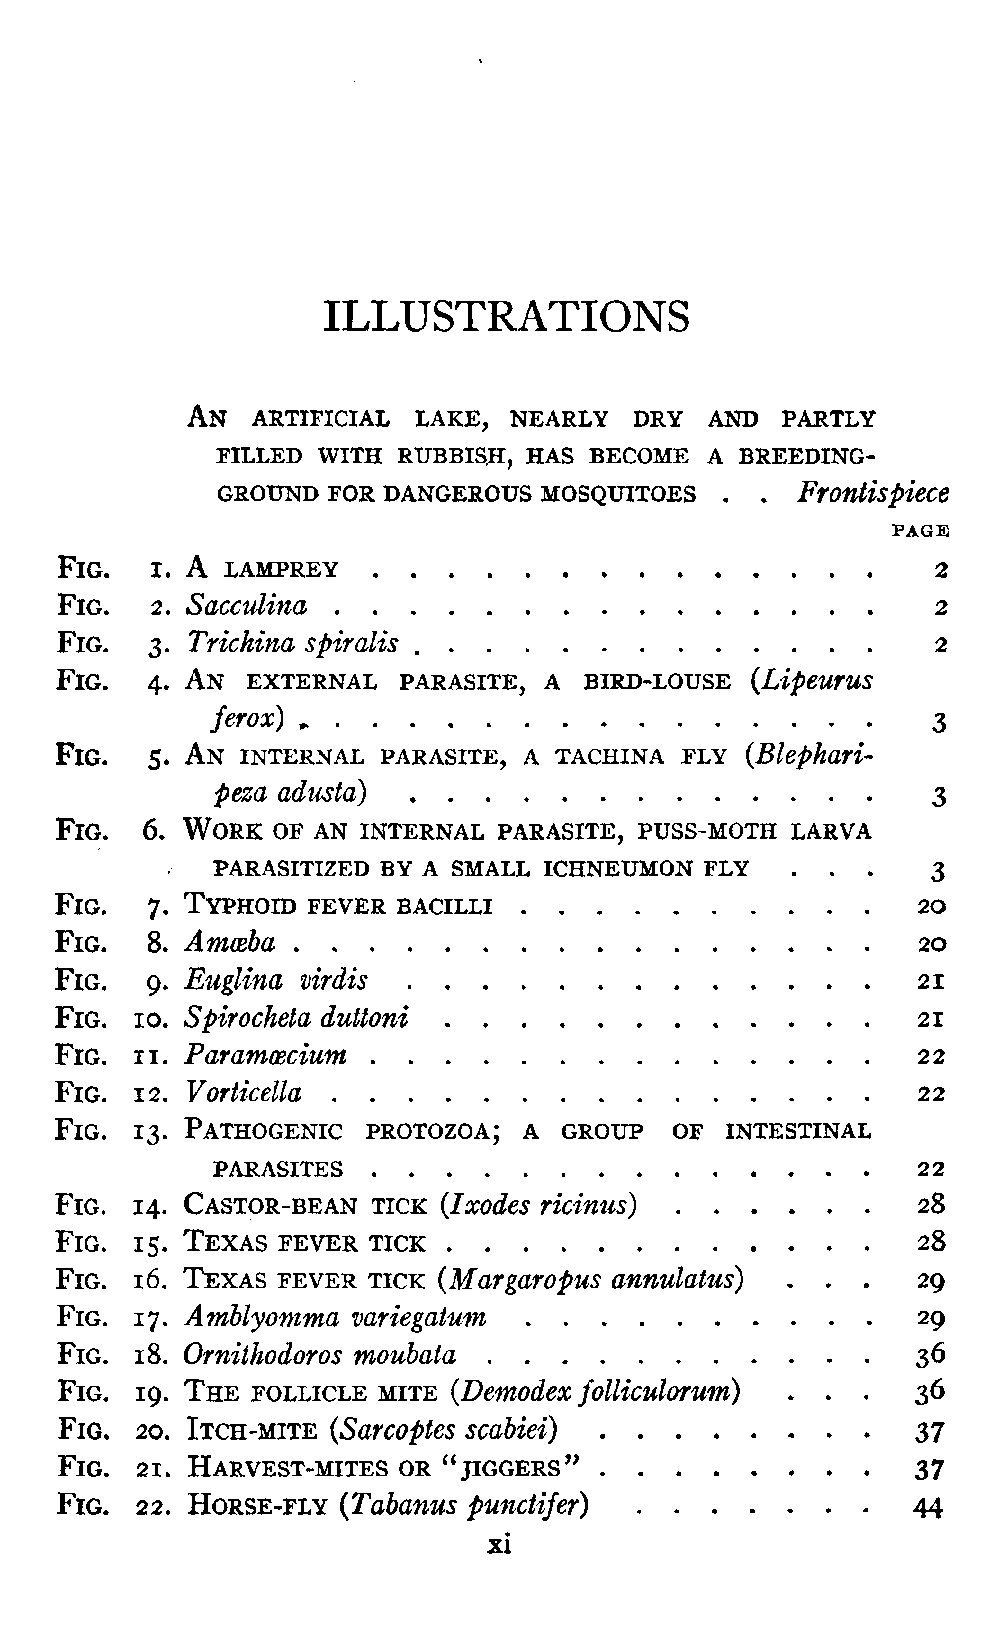 ILLUSTRATIONS
AN ARTIFICIAL LAKE, NEARLY DRY AND PARTLY
FILLED WITH RUBBISH, HAS BECOME A BREEDING-
GROUND FOR DANGEROUS MOSQUITOES . . Frontispiece
PAGE
FIG. 1. A LAMPREY . . . . . . . . . . . . . . 2
FIG. 2. Sacculina . . . . . . . . . . . . . . . 2
FIG. 3. Trichina spiralis . . . . . . . . . . . . . 2
FIG. 4. AN EXTERNAL PARASITE, A BIRD-LOUSE (Lipeurus
ferox) . . . . . . . . . . . . . . . . 3
FIG. 5. AN INTERNAL PARASITE, A TACHINA FLY (Blephari-
peza adusta) . . . . . . . . . . . . . 3
FIG. 6. WORK OF AN INTERNAL PARASITE, PUSS-MOTH LARVA
PARASITIZED BY A SMALL ICHNEUMON FLY . . . 3
FIG. 7. TYPHOID FEVER BACILLI . . . . . . . . . . 20
FIG. 8. Amœba . . . . . . . . . . . . . . . . 20
FIG. 9. Euglina virdis . . . . . . . . . . . . . 21
FIG. 10. Spirocheta duttoni . . . . . . . . . . . . 21
FIG. 11. Paramœcium . . . . . . . . . . . . . . 22
FIG. 12. Vorticella . . . . . . . . . . . . . . . 22
FIG. 13. PATHOGENIC PROTOZOA; A GROUP OF INTESTINAL
PARASITES . . . . . . . . . . . . . . 22
FIG. 14. CASTOR-BEAN TICK (Ixodes ricinus) . . . . . . 28
FIG. 15. TEXAS FEVER TICK . . . . . . . . . . . . 28
FIG. 16. TEXAS FEVER TICK (Margaropus annulatus) . . . 29
FIG. 17. Amblyomma variegatum . . . . . . . . . . 29
FIG. 18. Ornithodoros moubata . . . . . . . . . . . 36
FIG. 19. THE FOLLICLE MITE (Demodex folliculorum) . . . 36
FIG. 20. ITCH-MITE (Sarcoptes scabiei) . . . . . . . . 37
FIG. 21. HARVEST-MITES OR "JIGGERS" . . . . . . . . 37
FIG. 22. HORSE-FLY (Tabanus punctifer) . . . . . . . 44
xi